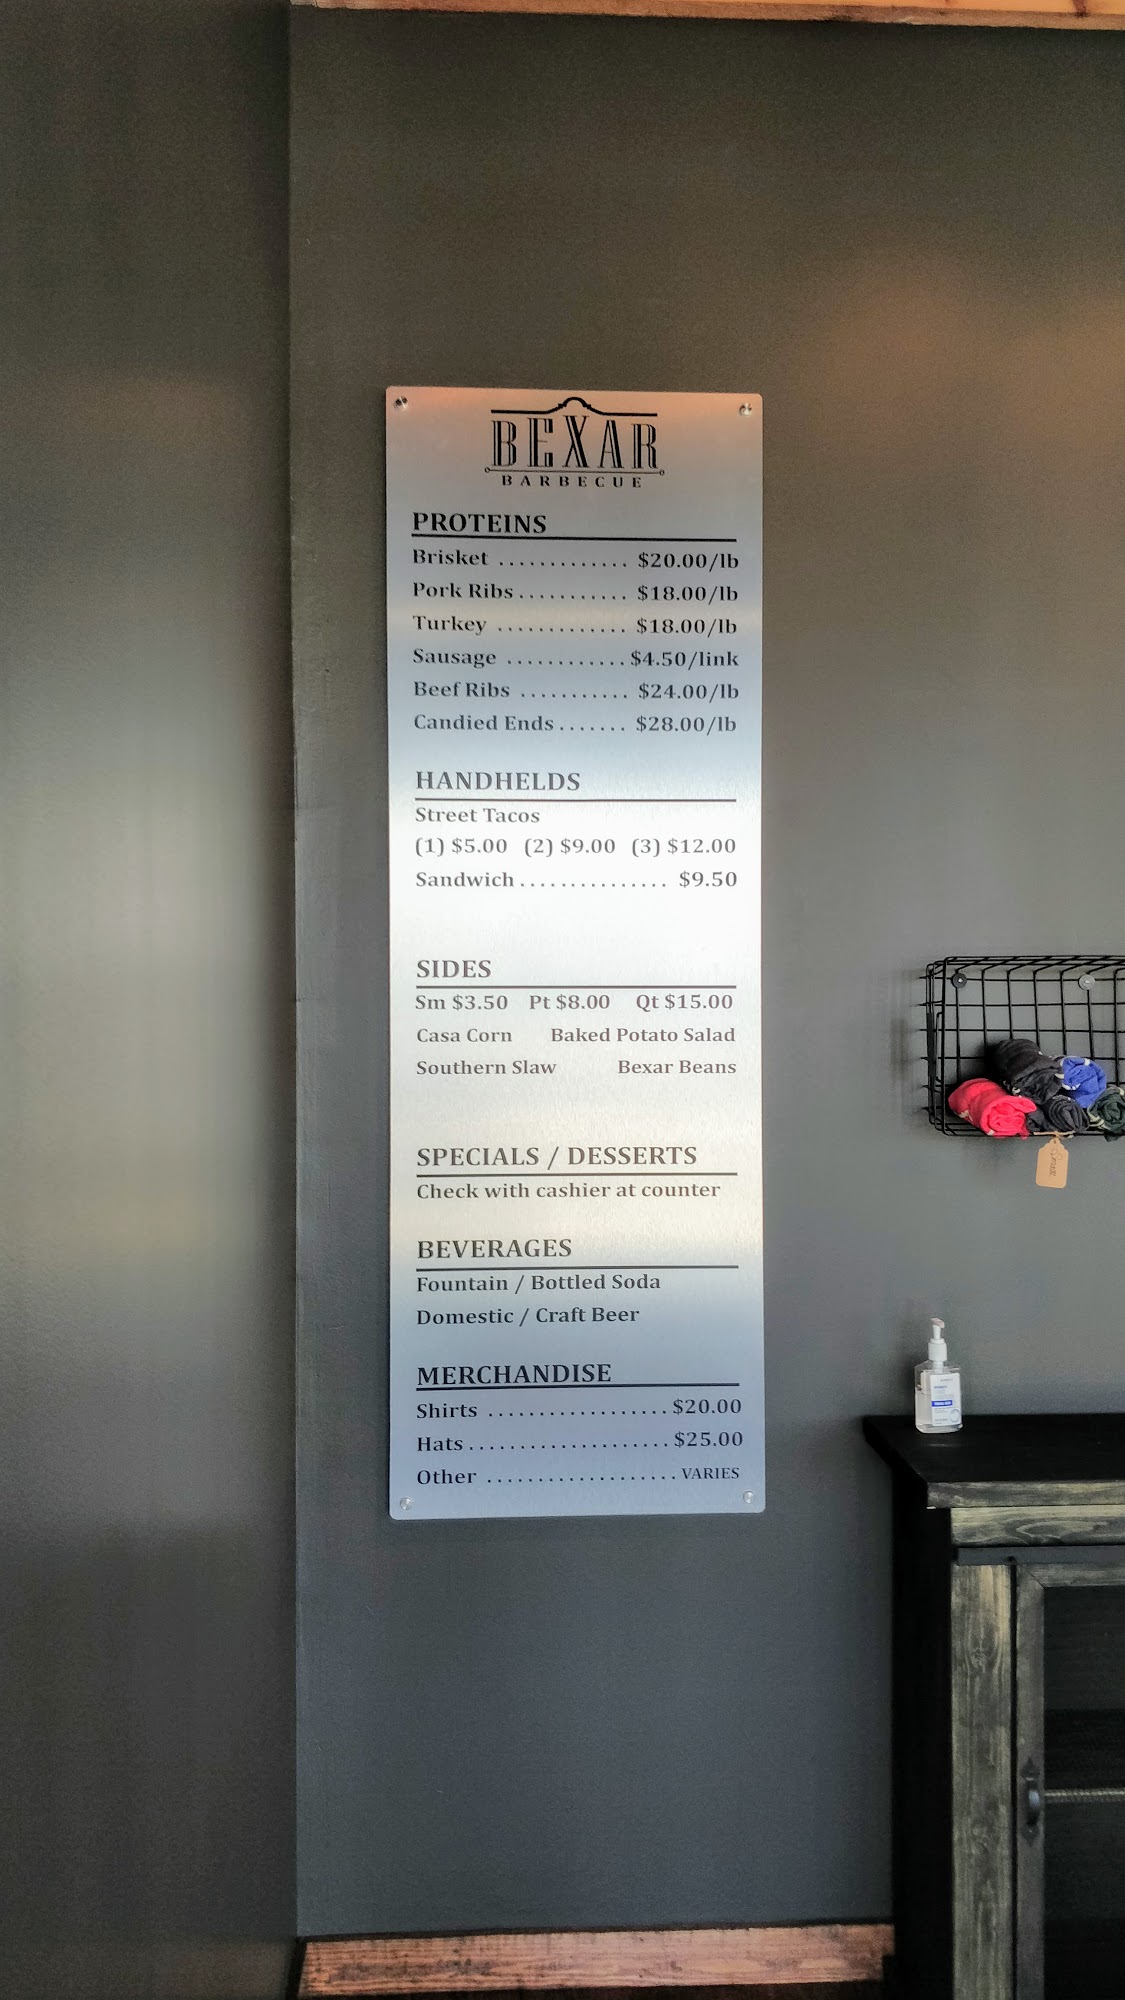 BEXAR
BARBECUE
PROTEINS
Brisket ............. $20.00/lb
Pork Ribs........... $18.00/lb
Turkey ............. $18.00/lb
Sausage ............$4.50/link
Beef Ribs ........... $24.00/lb
Candied Ends....... $28.00/lb
HANDHELDS
Street Tacos
(1) $5.00 (2) $9.00 (3) $12.00
Sandwich............... $9.50
SIDES
Sm $3.50 Pt $8.00 Qt $15.00
Casa Corn Baked Potato Salad
Southern Slaw Bexar Beans
SPECIALS / DESSERTS
Check with cashier at counter
BEVERAGES
Fountain / Bottled Soda
Domestic / Craft Beer
MERCHANDISE
Shirts ..................$20.00
Hats....................$25.00
Other ...................VARIES